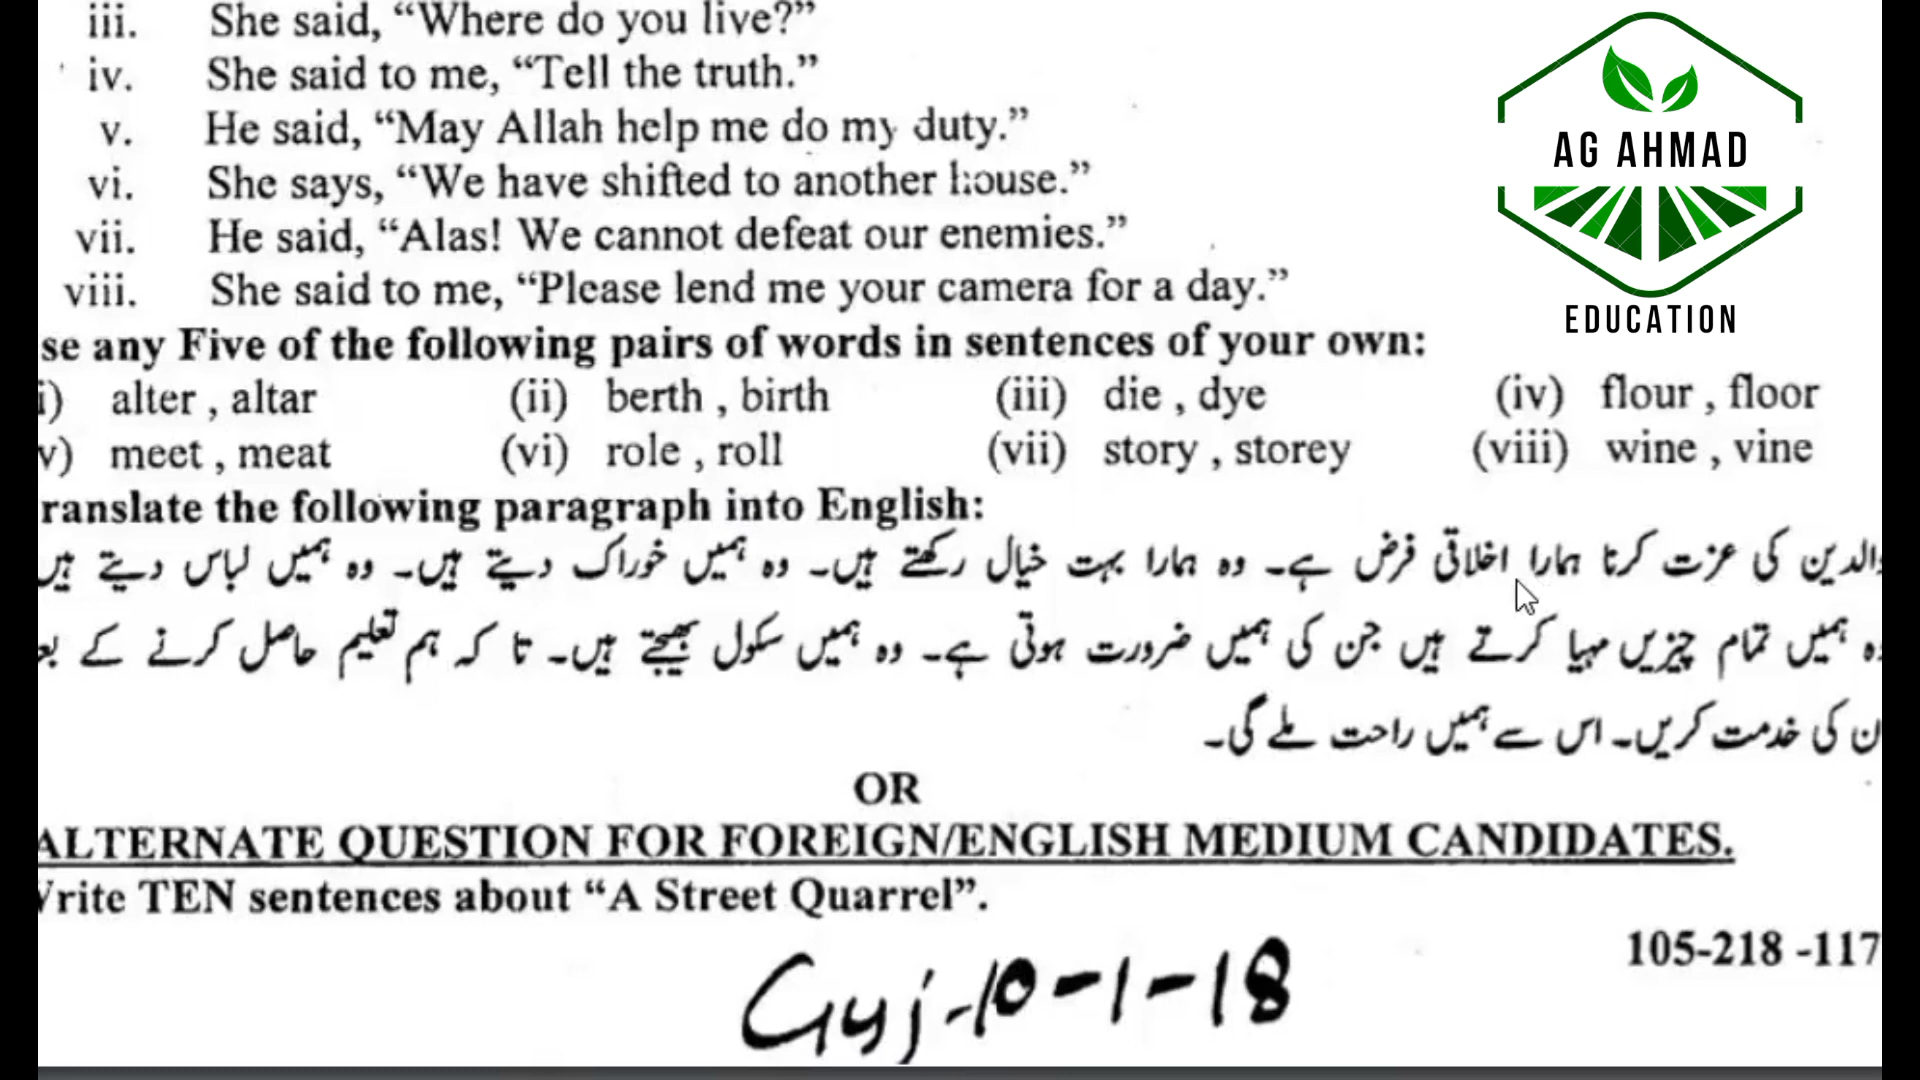 iii. She said, “Where do you live?”
iv. She said to me, “Tell the truth.”
v. He said, “May Allah help me do my duty.”
vi. She says, “We have shifted to another house.”
vii. He said, “Alas! We cannot defeat our enemies.”
viii. She said to me, “Please lend me your camera for a day.”
AG AHMAD
EDUCATION
se any Five of the following pairs of words in sentences of your own:
i) alter , altar (ii) berth , birth (iii) die , dye (iv) flour , floor
v) meet , meat (vi) role , roll (vii) story , storey (viii) wine , vine
ranslate the following paragraph into English:
والدین کی عزت کرنا ہمارا اخلاقی فرض ہے۔ وہ ہمارا بہت خیال رکھتے ہیں۔ وہ ہمیں خوراک دیتے ہیں۔ وہ ہمیں لباس دیتے ہیں
وہ ہمیں تمام چیزیں مہیا کرتے ہیں جن کی ہمیں ضرورت ہوتی ہے۔ وہ ہمیں سکول بھیجتے ہیں۔ تا کہ ہم تعلیم حاصل کرنے کے بع
ن کی خدمت کریں۔ اس سے ہمیں راحت ملے گی۔
OR
ALTERNATE QUESTION FOR FOREIGN/ENGLISH MEDIUM CANDIDATES.
Write TEN sentences about “A Street Quarrel”.
105-218 -117
Guj-10-1-18